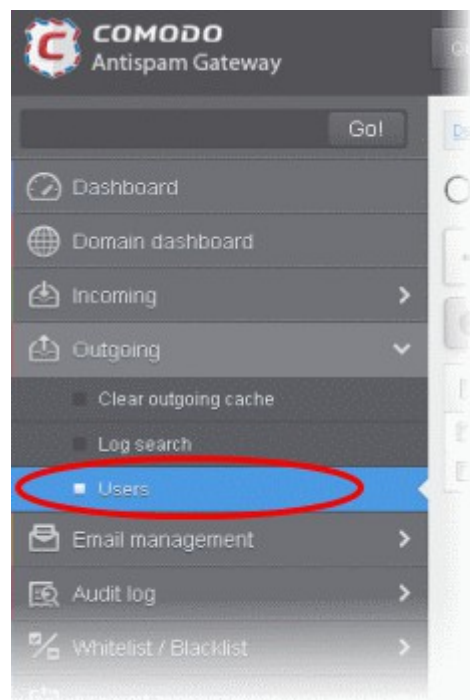 COMODO
Antispam Gateway
Go!
Dashboard
Domain dashboard
Incoming
Outgoing
Clear outgoing cache
Log search
Users
Email management
Audit log
Whitelist / Blacklist